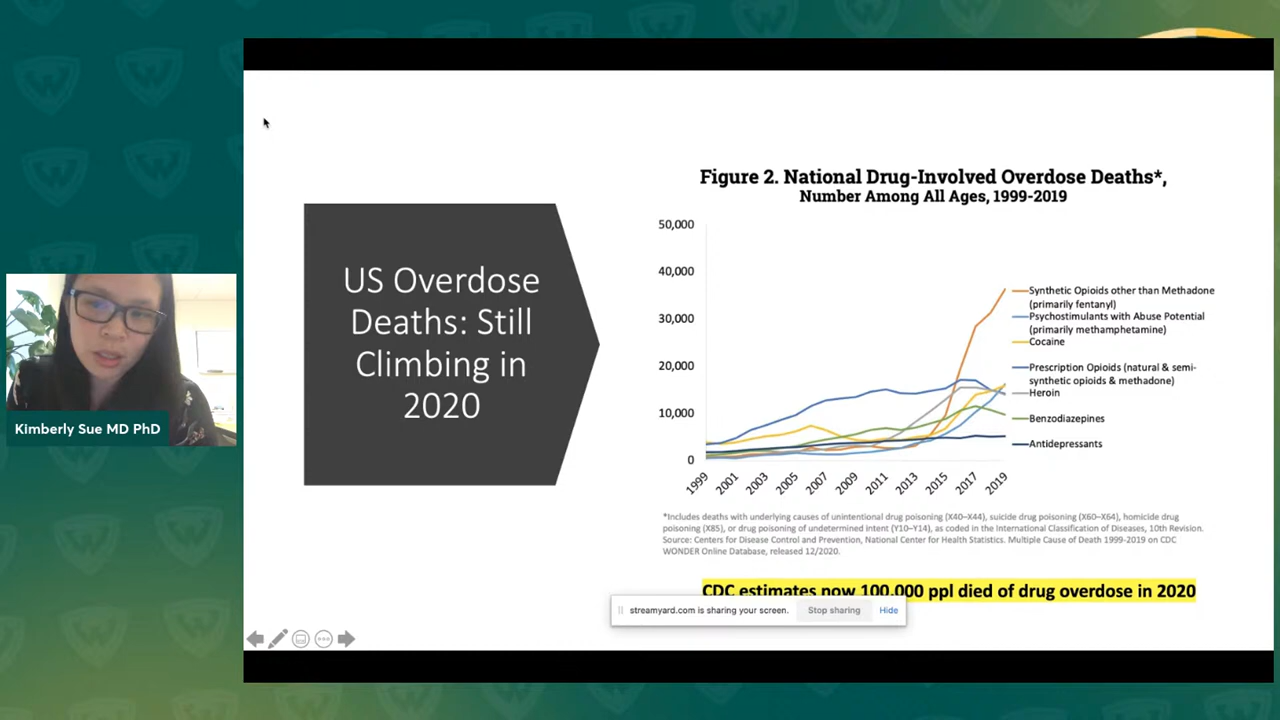 Figure 2. National Drug-Involved Overdose Deaths*,
Number Among All Ages, 1999-2019
US Overdose
Deaths: Still
Climbing in
2020
50,000
40,000
30,000
20,000
10,000
0
1999
2001
2003
2005
2007
2009
2011
2013
2015
2017
2019
Synthetic Opioids other than Methadone
(primarily fentanyl)
Psychostimulants with Abuse Potential
(primarily methamphetamine)
Cocaine
Prescription Opioids (natural & semi-
synthetic opioids & methadone)
Heroin
Benzodiazepines
Antidepressants
*Includes deaths with underlying causes of unintentional drug poisoning (X40–X44), suicide drug poisoning (X60–X64), homicide drug
poisoning (X85), or drug poisoning of undetermined intent (Y10–Y14), as coded in the International Classification of Diseases, 10th Revision.
Source: Centers for Disease Control and Prevention, National Center for Health Statistics. Multiple Cause of Death 1999-2019 on CDC
WONDER Online Database, released 12/2020.
CDC estimates now 100,000 ppl died of drug overdose in 2020
streamyard.com is sharing your screen.
Stop sharing
Hide
Kimberly Sue MD PhD